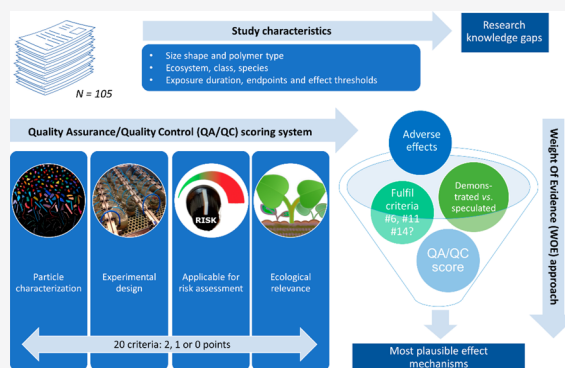 Study characteristics
Research
knowledge gaps
• Size shape and polymer type
• Ecosystem, class, species
• Exposure duration, endpoints and effect thresholds
N = 105
Quality Assurance/Quality Control (QA/QC) scoring system
RISK
Particle
characterization
Experimental
design
Applicable for
risk assessment
Ecological
relevance
20 criteria: 2, 1 or 0 points
Adverse
effects
Fulfil
criteria
#6, #11
#14?
Demons-
trated vs.
speculated
QA/QC
score
Most plausible effect
mechanisms
Weight Of Evidence (WOE)
approach